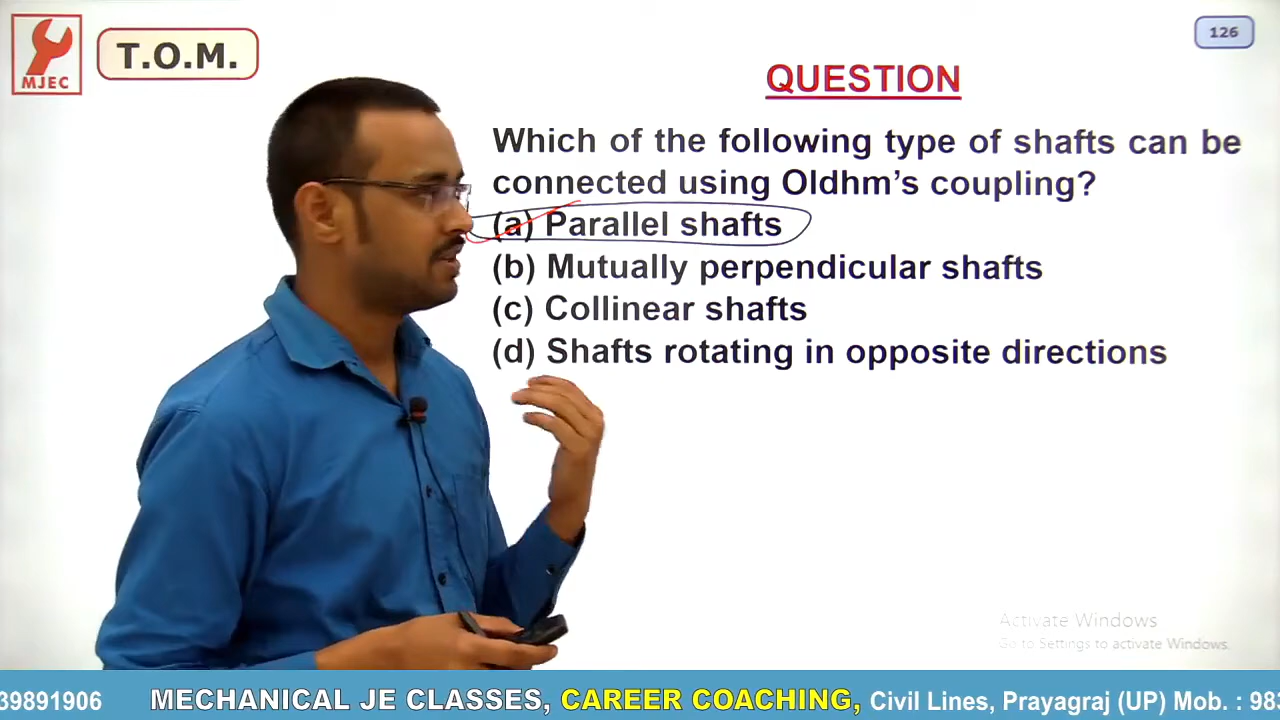 MJEC
T.O.M.
126
QUESTION
Which of the following type of shafts can be
connected using Oldhm’s coupling?
(a) Parallel shafts
(b) Mutually perpendicular shafts
(c) Collinear shafts
(d) Shafts rotating in opposite directions
Activate Windows
Go to Settings to activate Windows.
39891906 MECHANICAL JE CLASSES, CAREER COACHING, Civil Lines, Prayagraj (UP) Mob. : 983